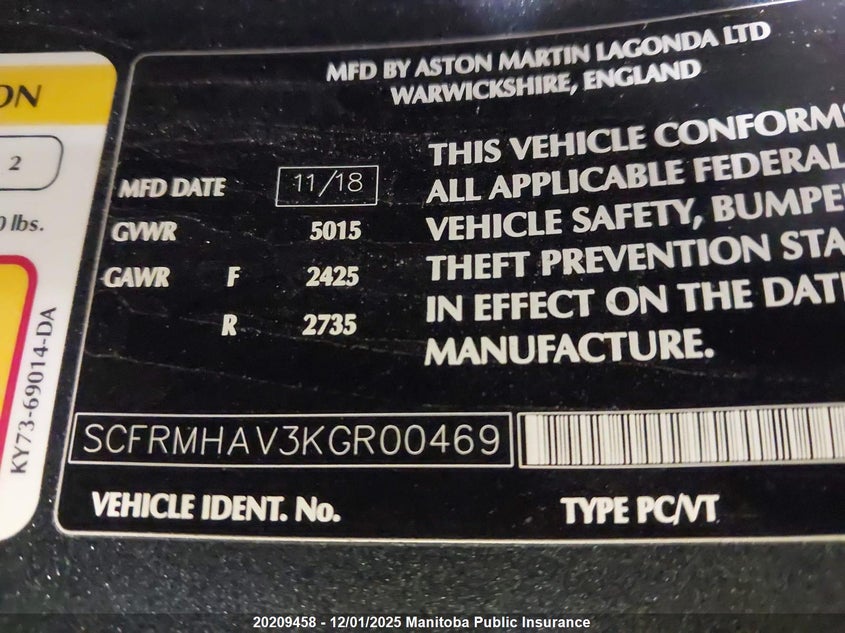 MFD BY ASTON MARTIN LAGONDA LTD
WARWICKSHIRE, ENGLAND
ON
2
0 lbs.
KY73-69014-DA
MFD DATE 11/18
GVWR 5015
GAWR F 2425
R 2735
THIS VEHICLE CONFORMS
ALL APPLICABLE FEDERAL
VEHICLE SAFETY, BUMPE
THEFT PREVENTION STA
IN EFFECT ON THE DAT
MANUFACTURE.
SCFRMHAV3KGR00469
VEHICLE IDENT. No. TYPE PC/VT
20209458 - 12/01/2025 Manitoba Public Insurance